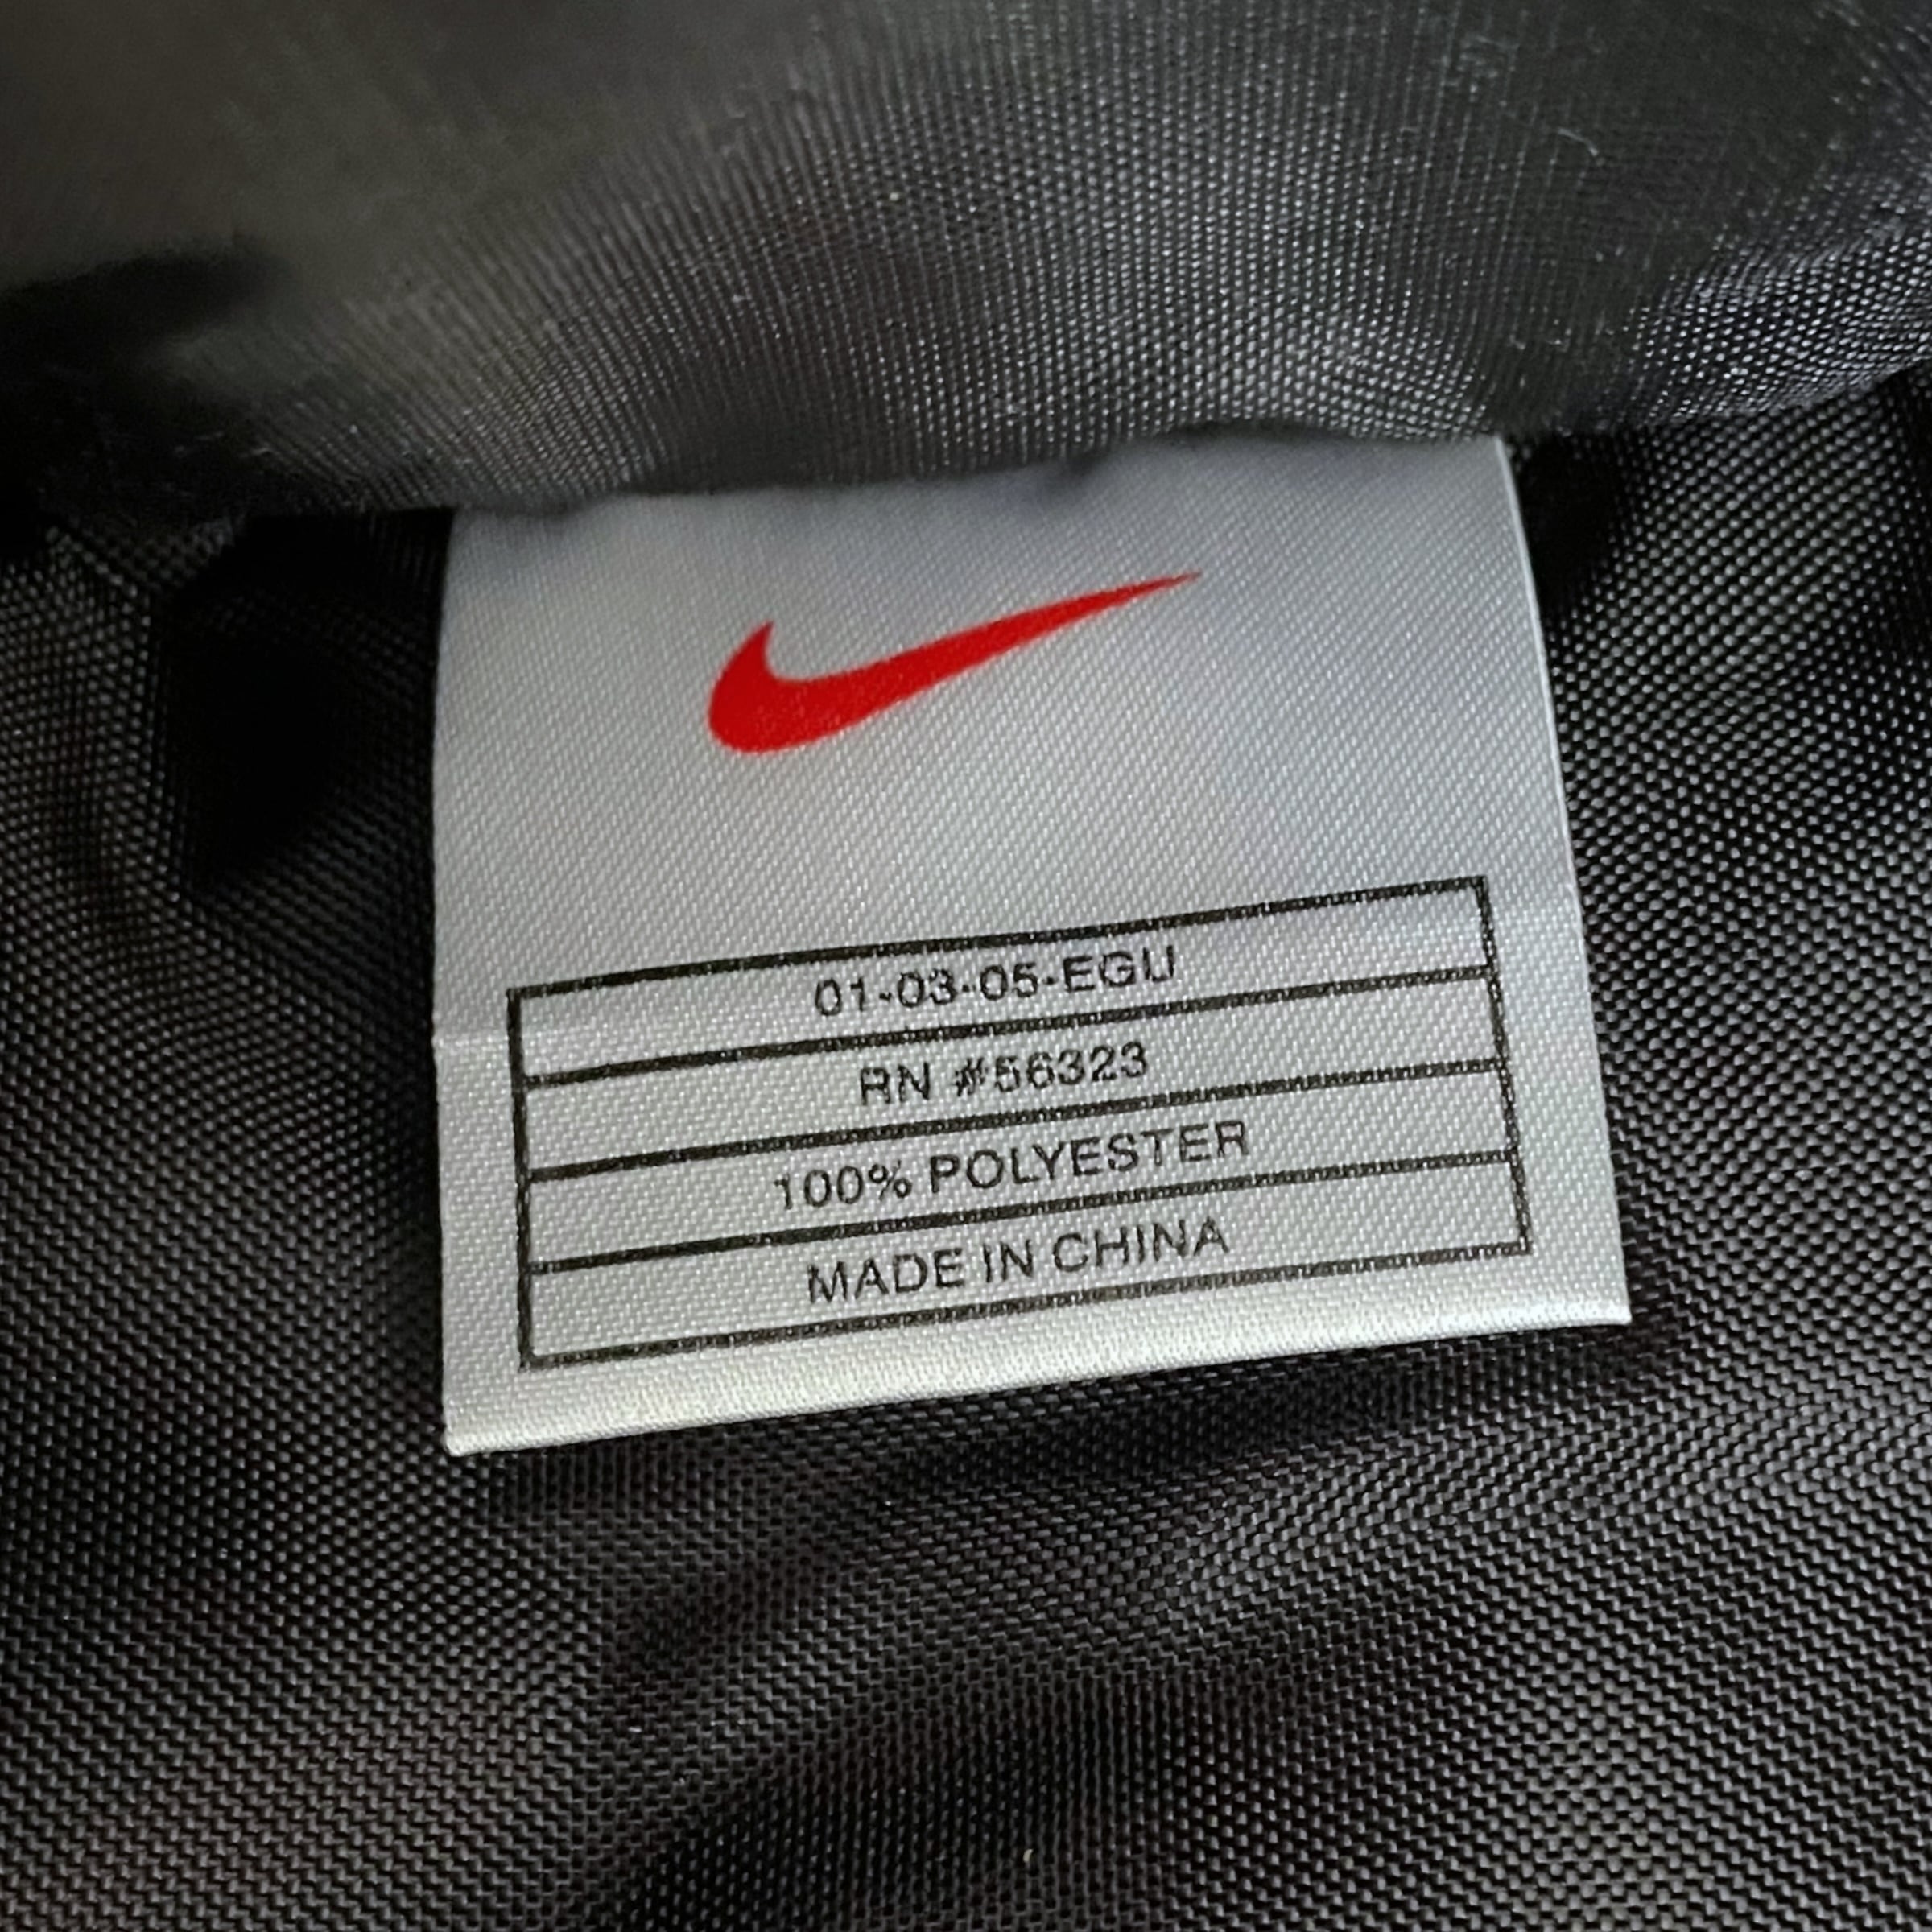 01-03-05-EGU
RN #56323
100% POLYESTER
MADE IN CHINA